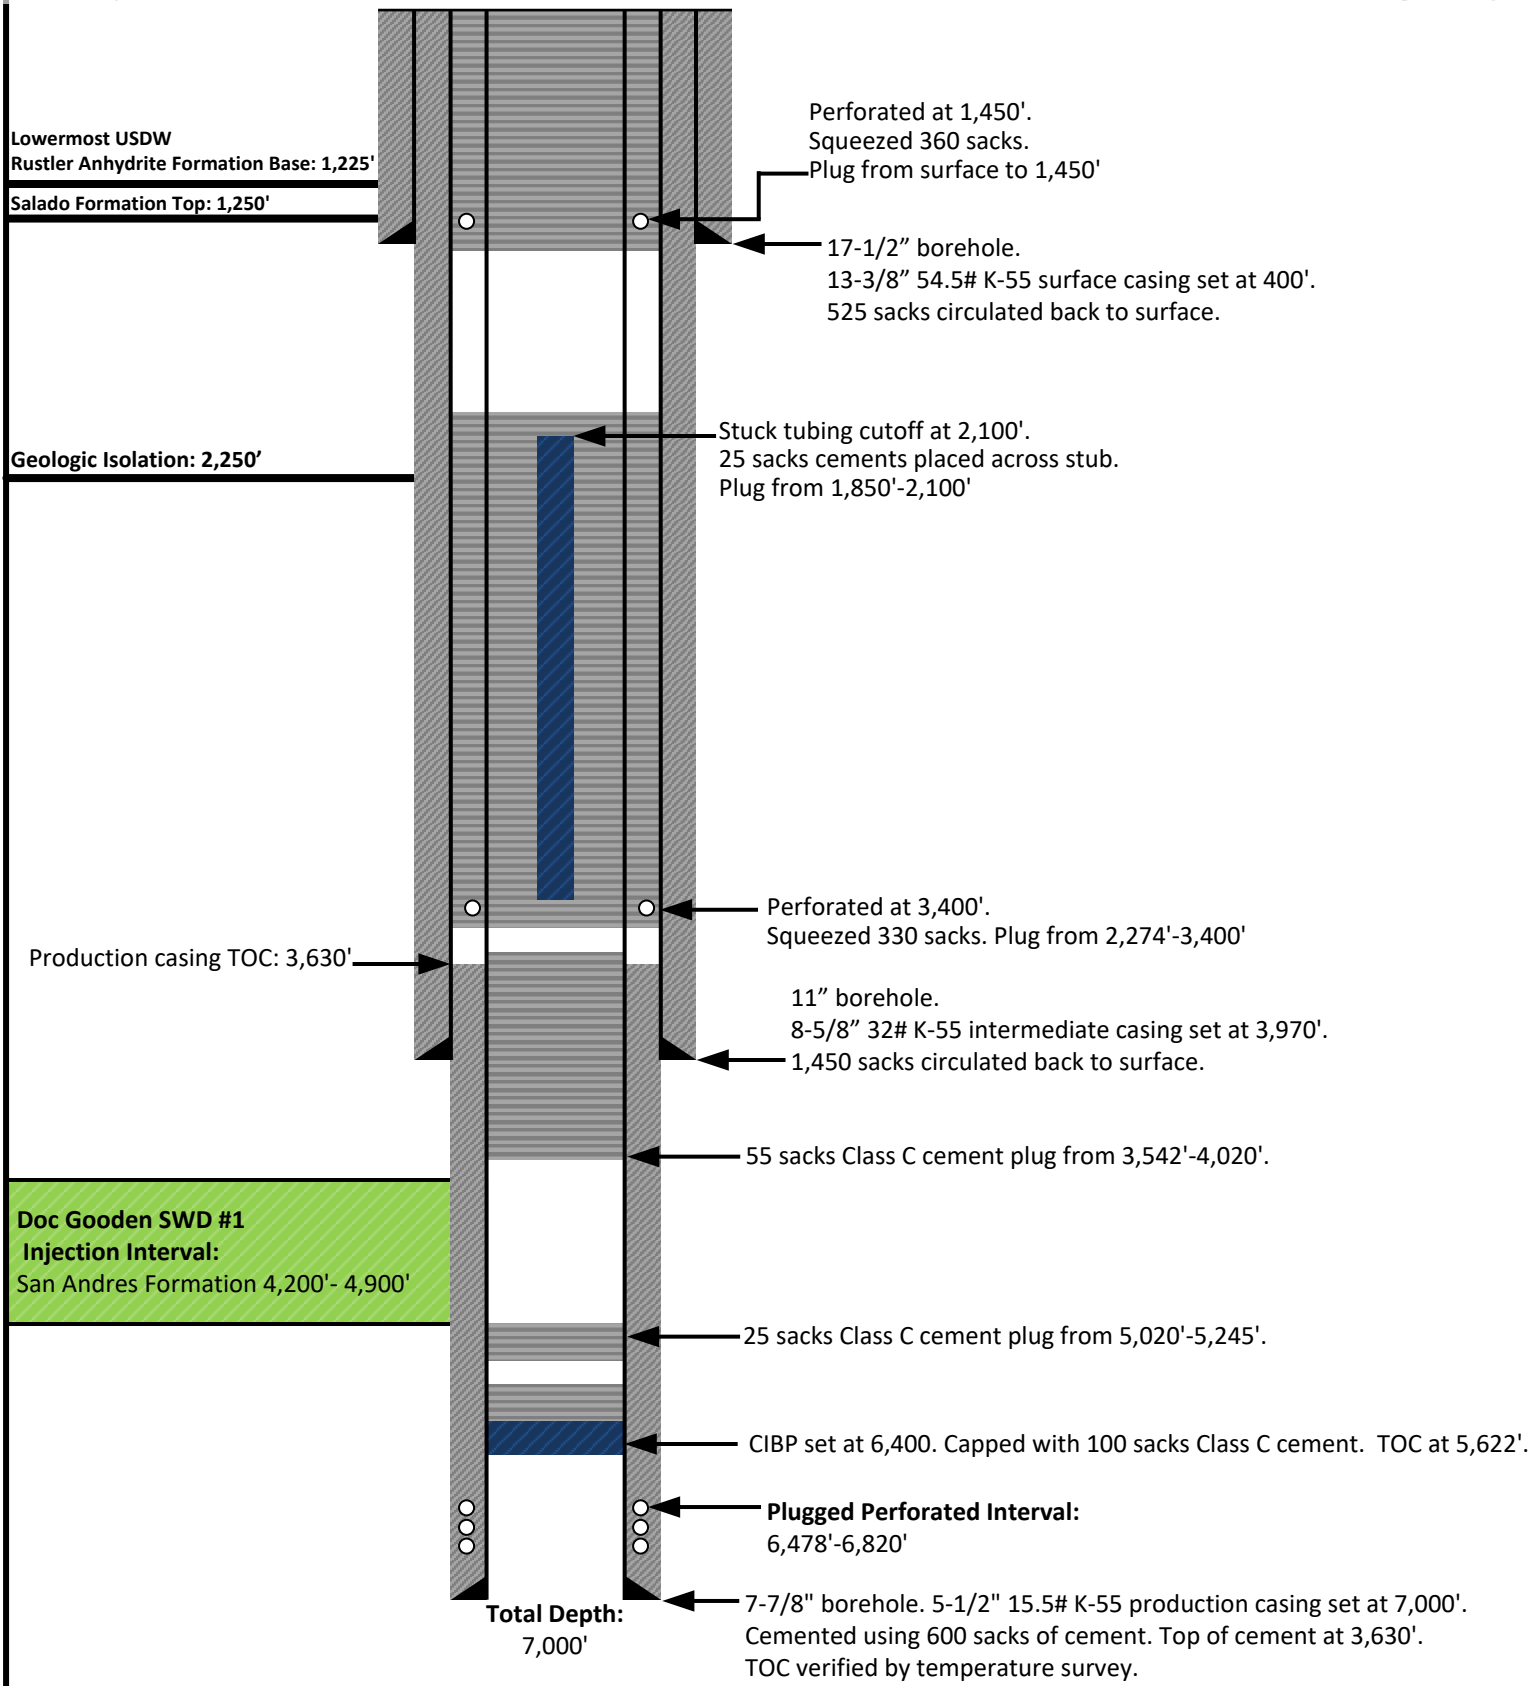 Perforated at 1,450'.
Squeezed 360 sacks.
Plug from surface to 1,450'
Lowermost USDW
Rustler Anhydrite Formation Base: 1,225'
Salado Formation Top: 1,250'
17-1/2” borehole.
13-3/8” 54.5# K-55 surface casing set at 400'.
525 sacks circulated back to surface.
Stuck tubing cutoff at 2,100'.
25 sacks cements placed across stub.
Plug from 1,850'-2,100'
Geologic Isolation: 2,250’
Perforated at 3,400'.
Squeezed 330 sacks. Plug from 2,274'-3,400'
Production casing TOC: 3,630'
11” borehole.
8-5/8” 32# K-55 intermediate casing set at 3,970'.
1,450 sacks circulated back to surface.
55 sacks Class C cement plug from 3,542'-4,020'.
Doc Gooden SWD #1
Injection Interval:
San Andres Formation 4,200'- 4,900'
25 sacks Class C cement plug from 5,020'-5,245'.
CIBP set at 6,400. Capped with 100 sacks Class C cement. TOC at 5,622'.
Plugged Perforated Interval:
6,478'-6,820'
Total Depth:
7,000'
7-7/8" borehole. 5-1/2" 15.5# K-55 production casing set at 7,000'.
Cemented using 600 sacks of cement. Top of cement at 3,630'.
TOC verified by temperature survey.